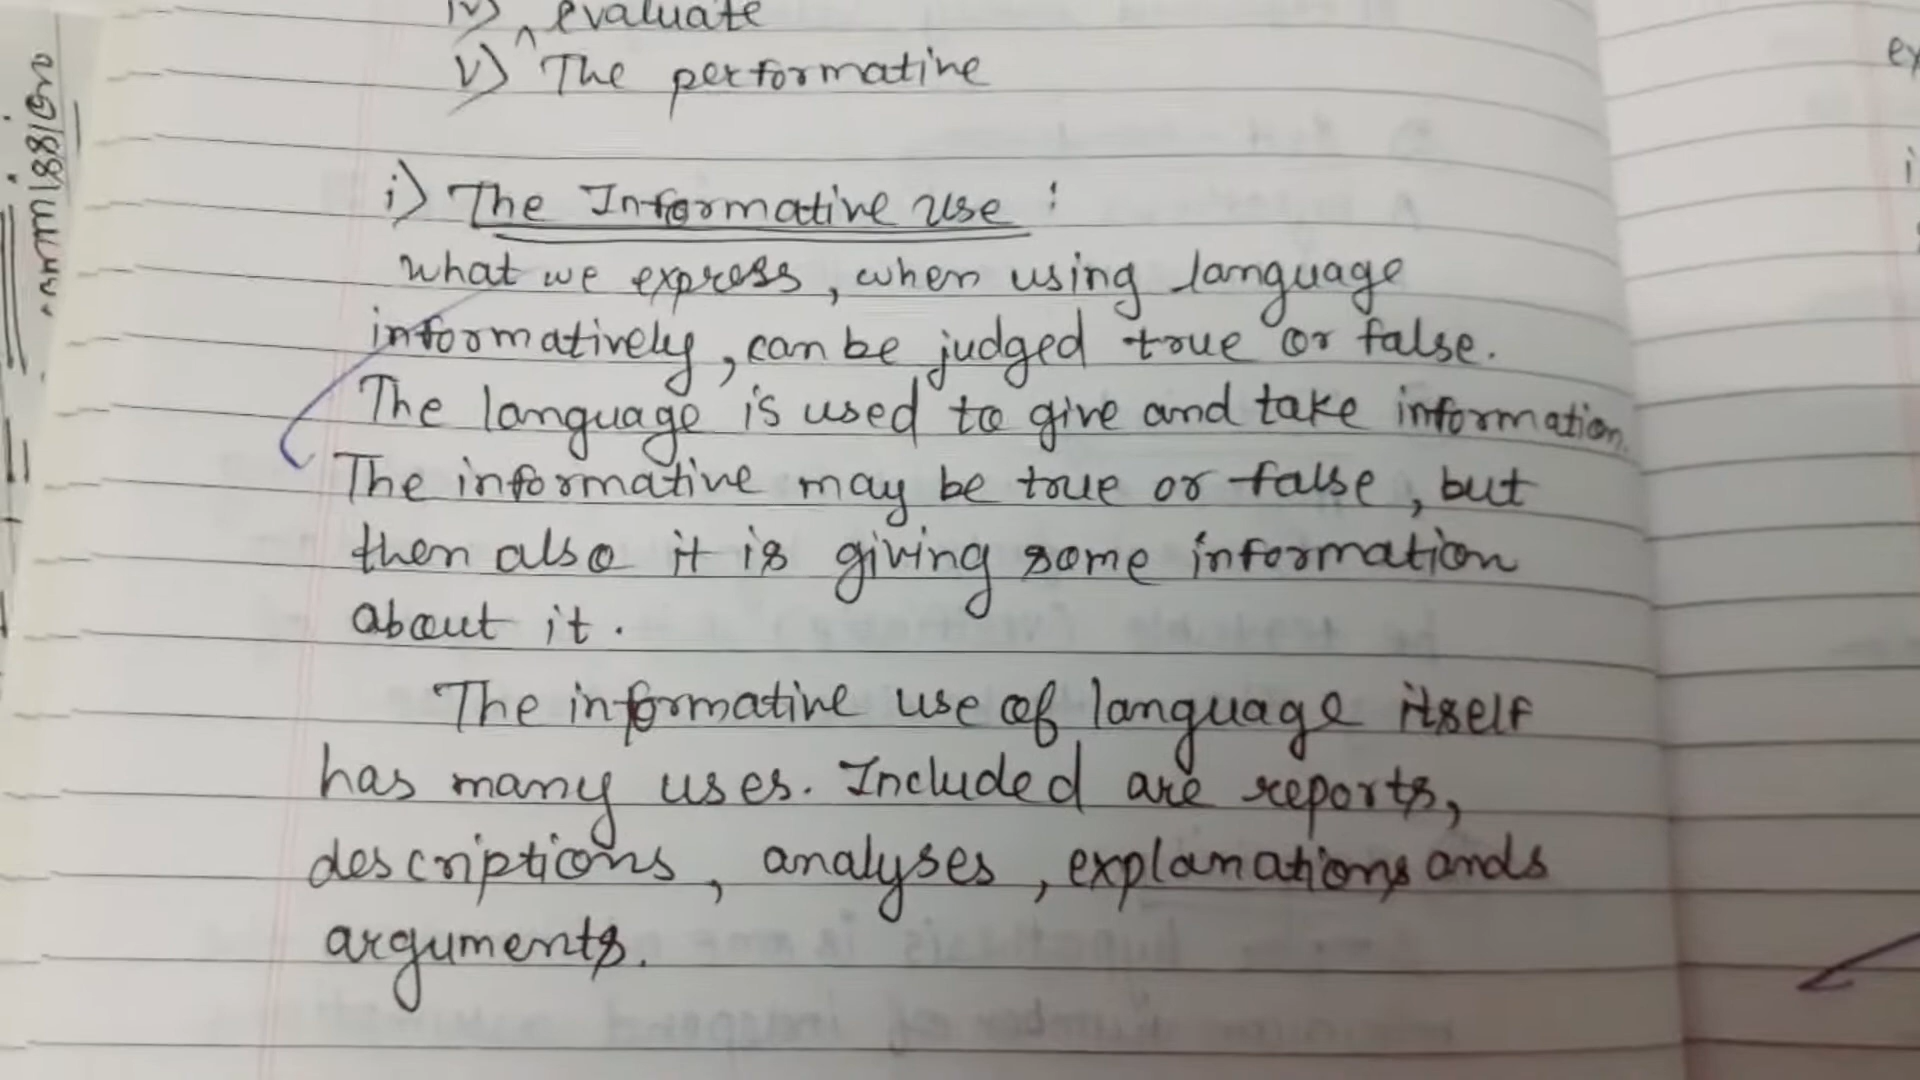 iv) evaluate
v) The performative
i) The Informative use :
what we express, when using language
informatively, can be judged true or false.
The language is used to give and take information.
The informative may be true or false, but
then also it is giving some information
about it.
The informative use of language itself
has many uses. Included are reports,
descriptions, analyses, explanations ands
arguments.